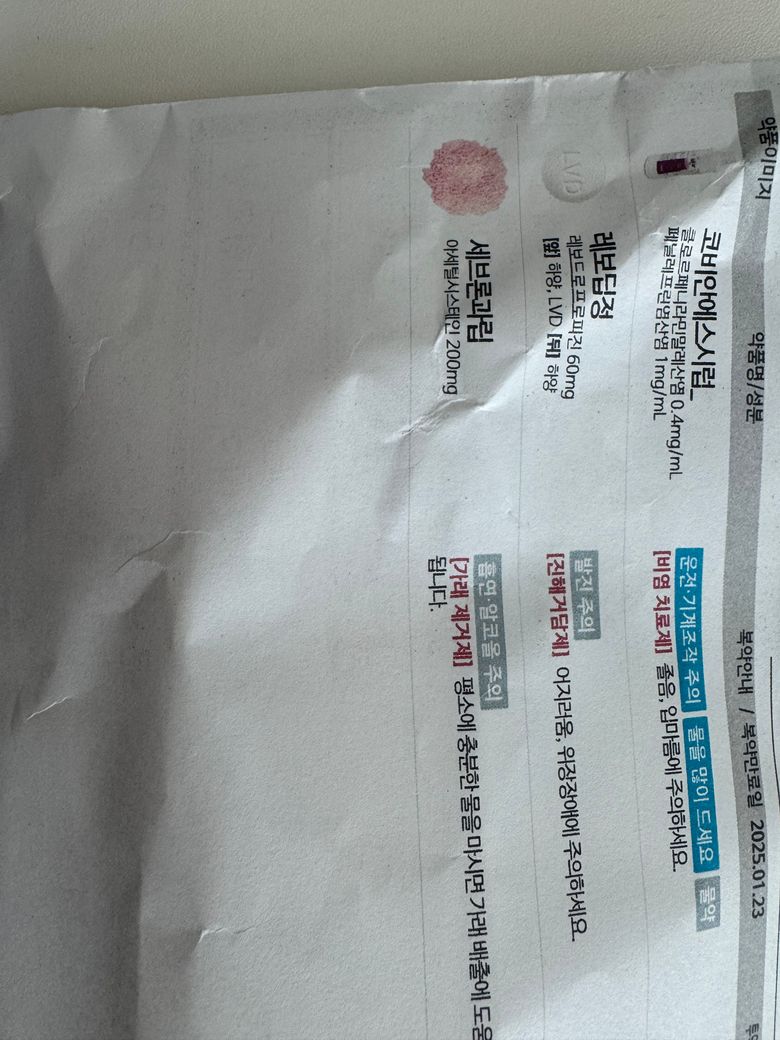 약품이미지 약품명/성분 복약안내 / 복약만료일 2025.01.23
코비안에스시럽_
클로르페니라민말레산염 0.4mg/mL
페닐레프린염산염 1mg/mL
운전·기계조작 주의 물을 많이 드세요 물약
[비염 치료제] 졸음, 입마름에 주의하세요.
LVD
레보딥정
레보드로프로피진 60mg
[앞] 하양, LVD [뒤] 하양
발진 주의
[진해거담제] 어지러움, 위장장애에 주의하세요.
세브론과립
아세틸시스테인 200mg
흡연·알코올 주의
[가래 제거제] 평소에 충분한 물을 마시면 가래 배출에 도움
됩니다.